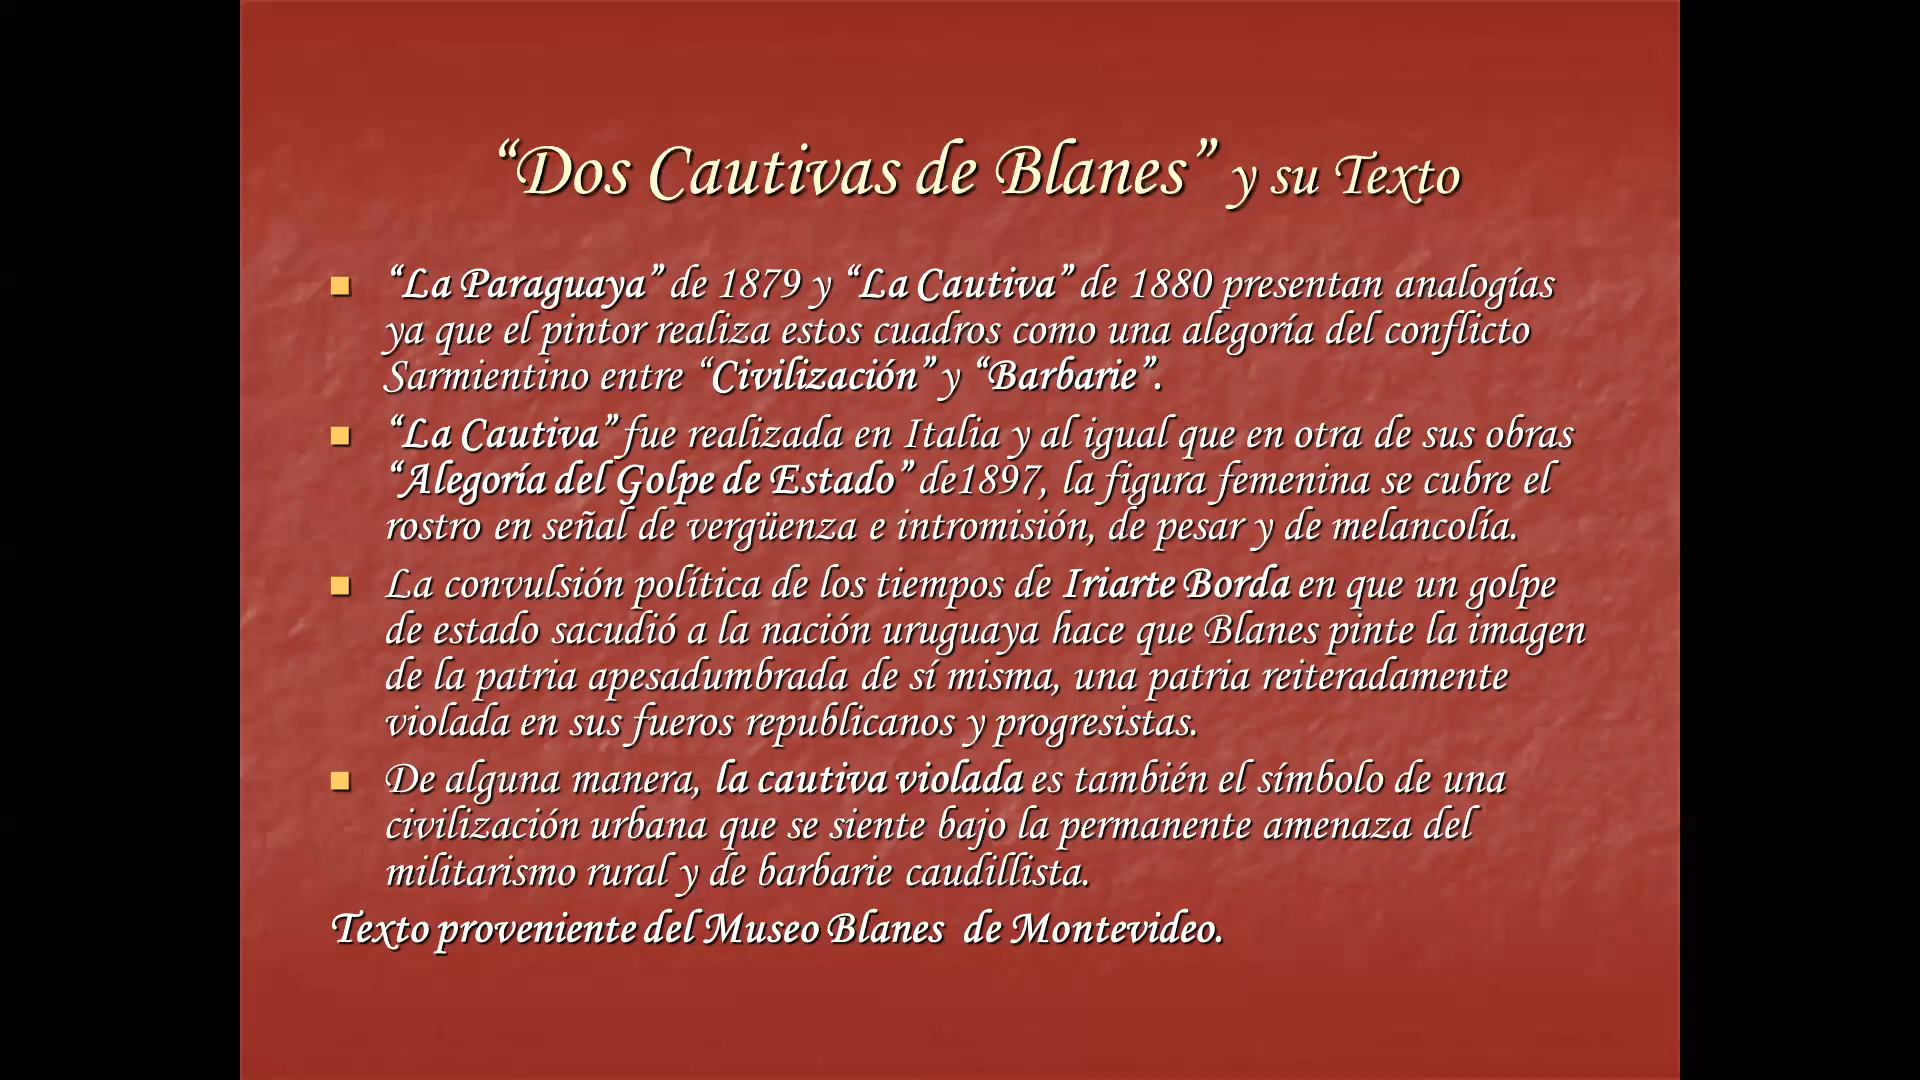 “Dos Cautivas de Blanes” y su Texto
“La Paraguaya” de 1879 y “La Cautiva” de 1880 presentan analogías
ya que el pintor realiza estos cuadros como una alegoría del conflicto
Sarmientino entre “Civilización” y “Barbarie”.
“La Cautiva” fue realizada en Italia y al igual que en otra de sus obras
“Alegoría del Golpe de Estado” de1897, la figura femenina se cubre el
rostro en señal de vergüenza e intromisión, de pesar y de melancolía.
La convulsión política de los tiempos de Iriarte Borda en que un golpe
de estado sacudió a la nación uruguaya hace que Blanes pinte la imagen
de la patria apesadumbrada de sí misma, una patria reiteradamente
violada en sus fueros republicanos y progresistas.
De alguna manera, la cautiva violada es también el símbolo de una
civilización urbana que se siente bajo la permanente amenaza del
militarismo rural y de barbarie caudillista.
Texto proveniente del Museo Blanes de Montevideo.